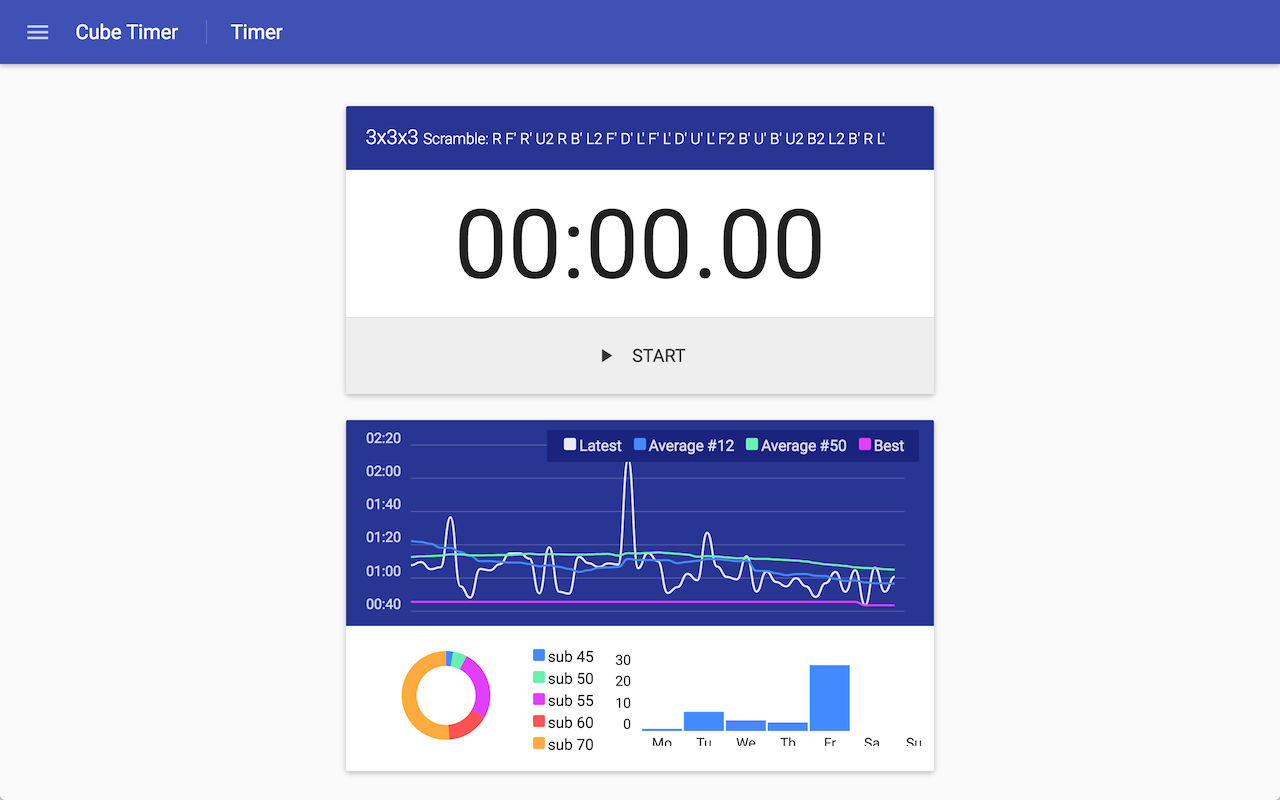 Cube Timer Timer
3x3x3 Scramble: R F' R' U2 R B' L2 F' D' L' F' L' D' U' L' F2 B' U' B' U2 B2 L2 B' R L'
00:00.00
START
Latest Average #12 Average #50 Best
02:20
02:00
01:40
01:20
01:00
00:40
sub 45
sub 50
sub 55
sub 60
sub 70
30
20
10
0
Mo Tu We Th Fr Sa Su